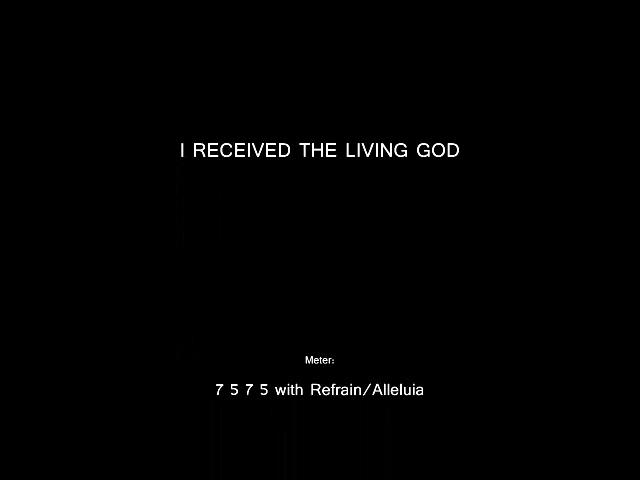 I RECEIVED THE LIVING GOD
Meter:
7 5 7 5 with Refrain/Alleluia